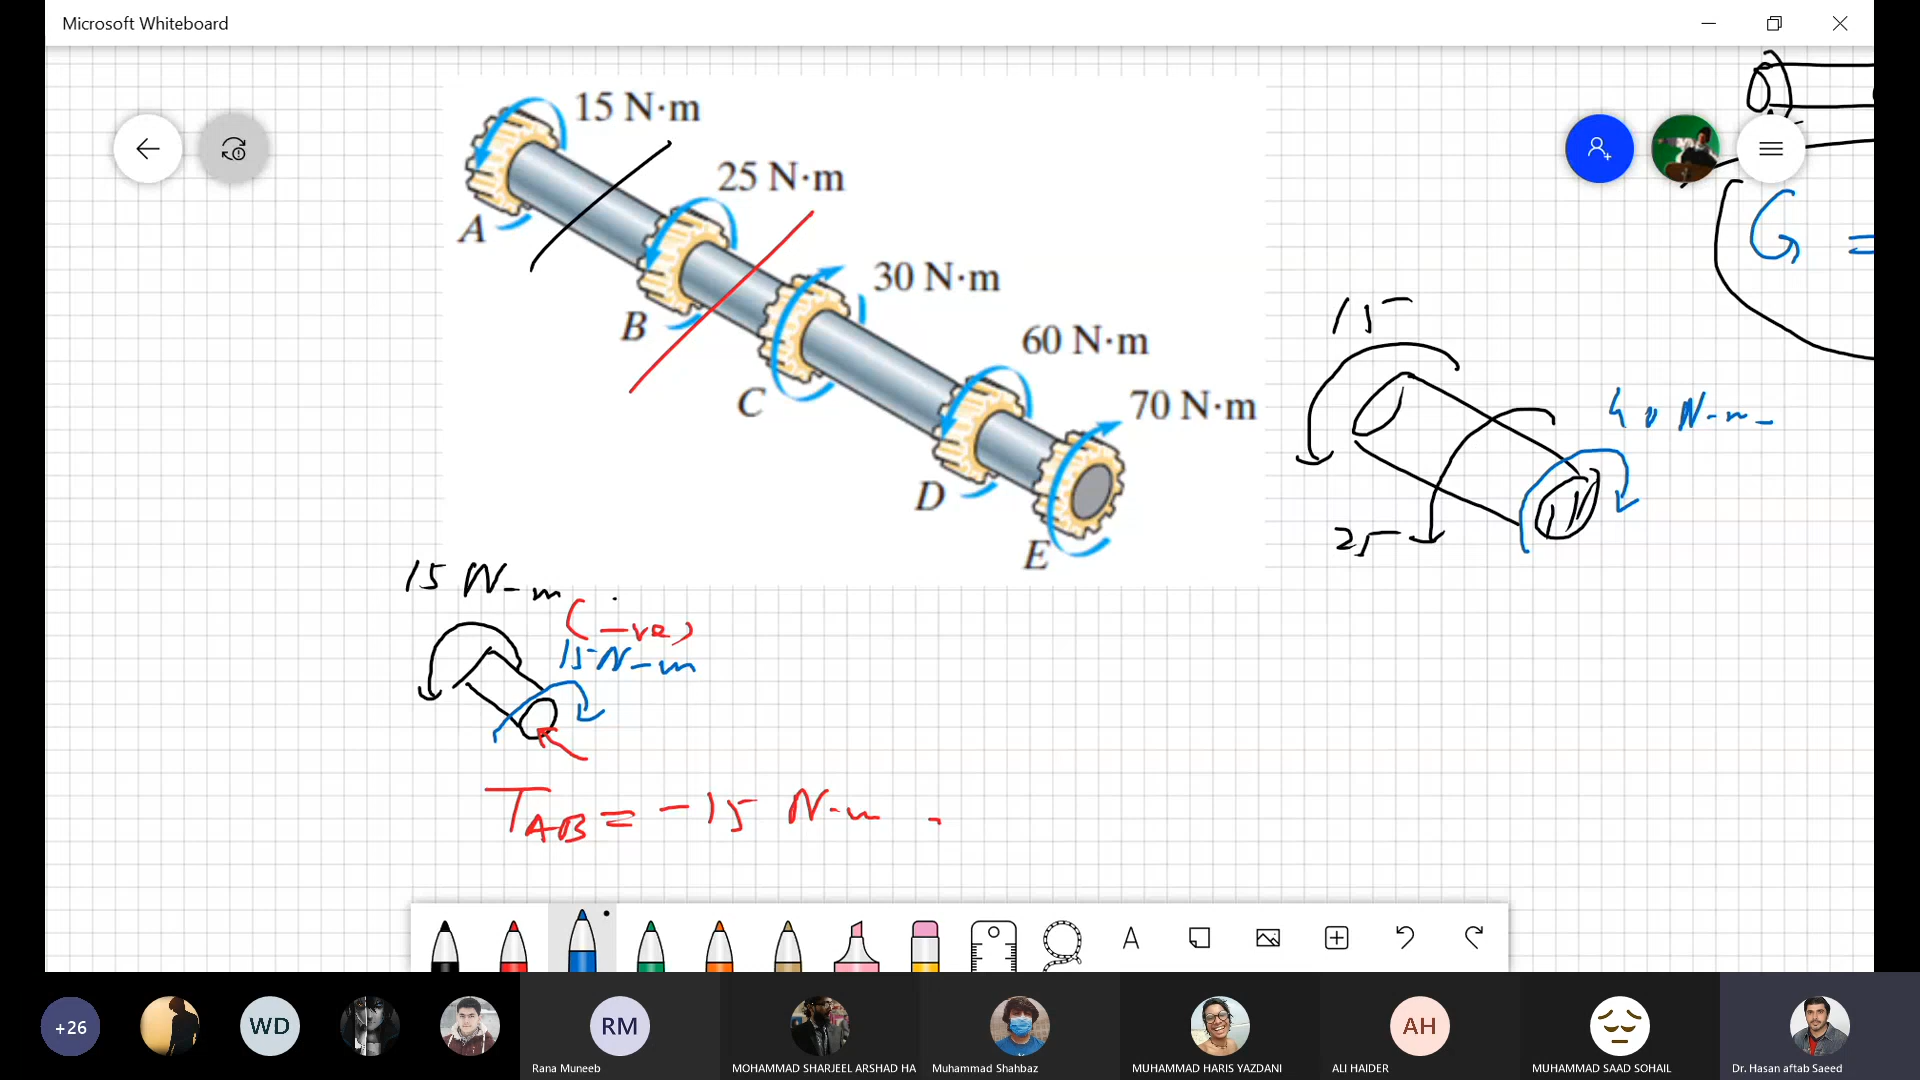 Microsoft Whiteboard
15 N·m
25 N·m
A
30 N·m
B
60 N·m
C
70 N·m
D
E
G =
15
40 N-m
25
15 N-m
(-ve)
15 N-m
TAB = -15 N-m
A
+26
WD
RM
AH
Rana Muneeb
MOHAMMAD SHARJEEL ARSHAD HA
Muhammad Shahbaz
MUHAMMAD HARIS YAZDANI
ALI HAIDER
MUHAMMAD SAAD SOHAIL
Dr. Hasan aftab Saeed